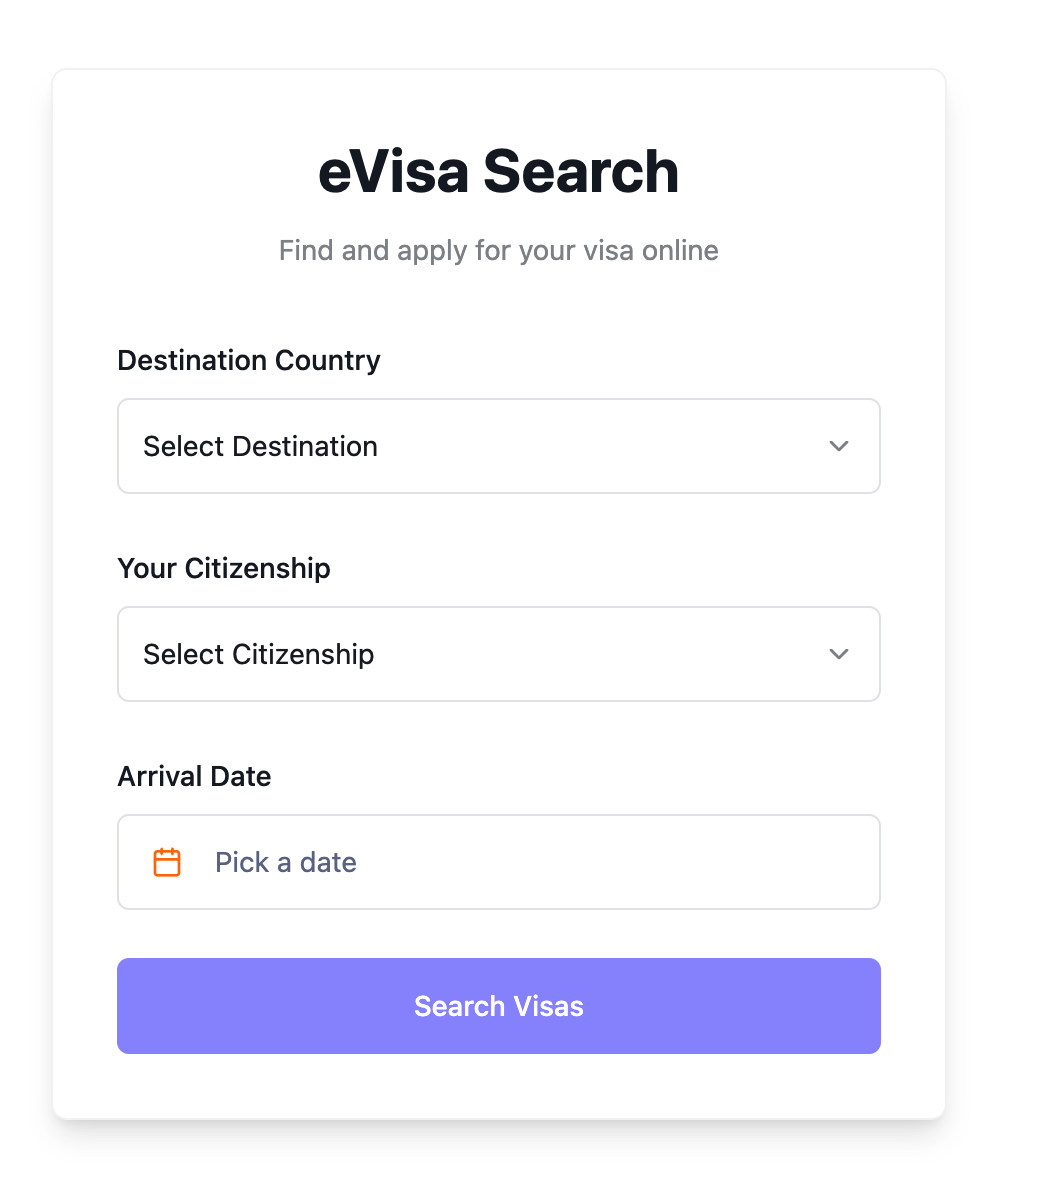 eVisa Search
Find and apply for your visa online
Destination Country
Select Destination
Your Citizenship
Select Citizenship
Arrival Date
Pick a date
Search Visas